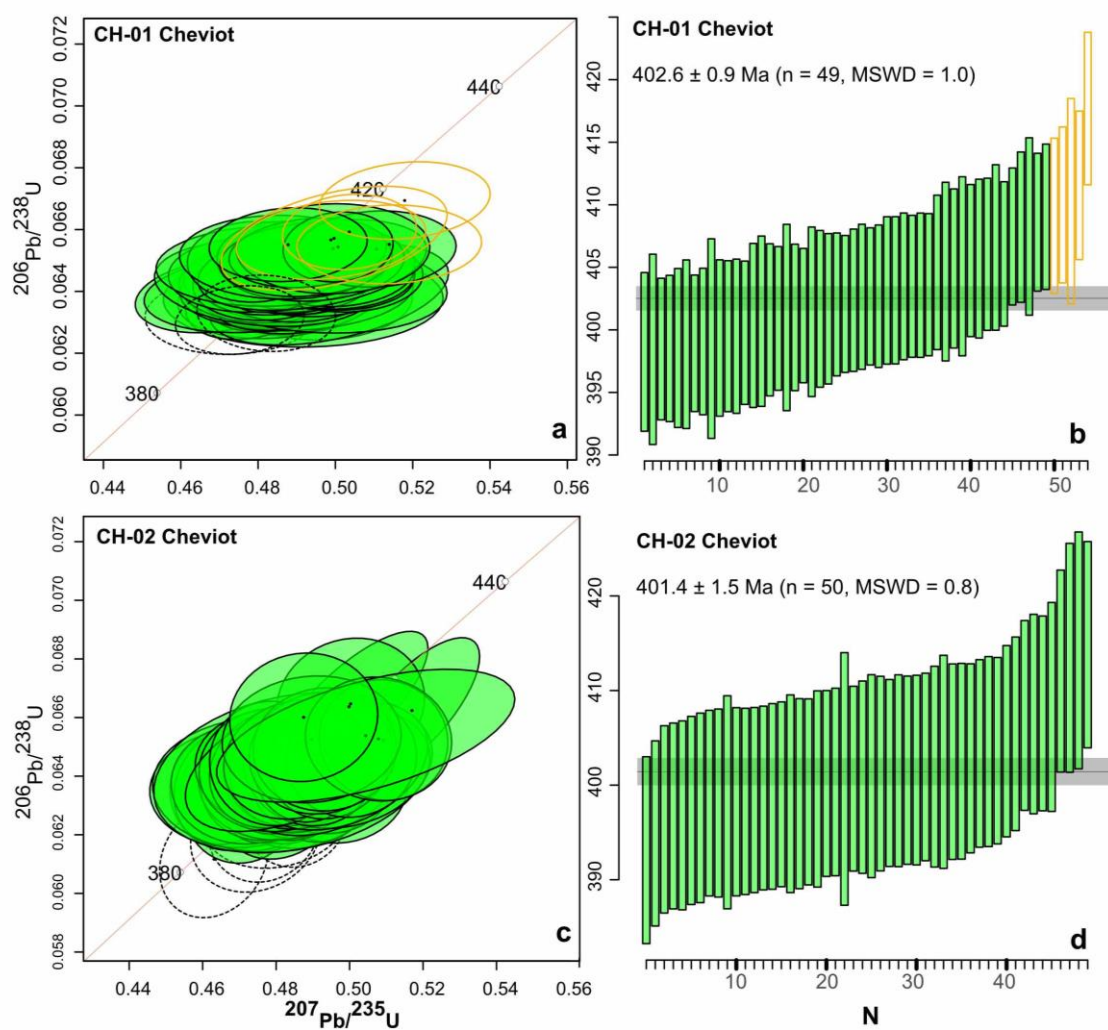 CH-01 Cheviot
0.072
0.070
0.068
0.066
0.064
0.062
0.060
206Pb/238U
440
420
380
a
0.44 0.46 0.48 0.50 0.52 0.54 0.56
CH-01 Cheviot
402.6 ± 0.9 Ma (n = 49, MSWD = 1.0)
420
415
410
405
400
395
390
b
10 20 30 40 50
CH-02 Cheviot
0.072
0.070
0.068
0.066
0.064
0.062
0.060
0.058
206Pb/238U
440
380
c
0.44 0.46 0.48 0.50 0.52 0.54 0.56
207Pb/235U
CH-02 Cheviot
401.4 ± 1.5 Ma (n = 50, MSWD = 0.8)
420
410
400
390
d
10 20 30 40
N